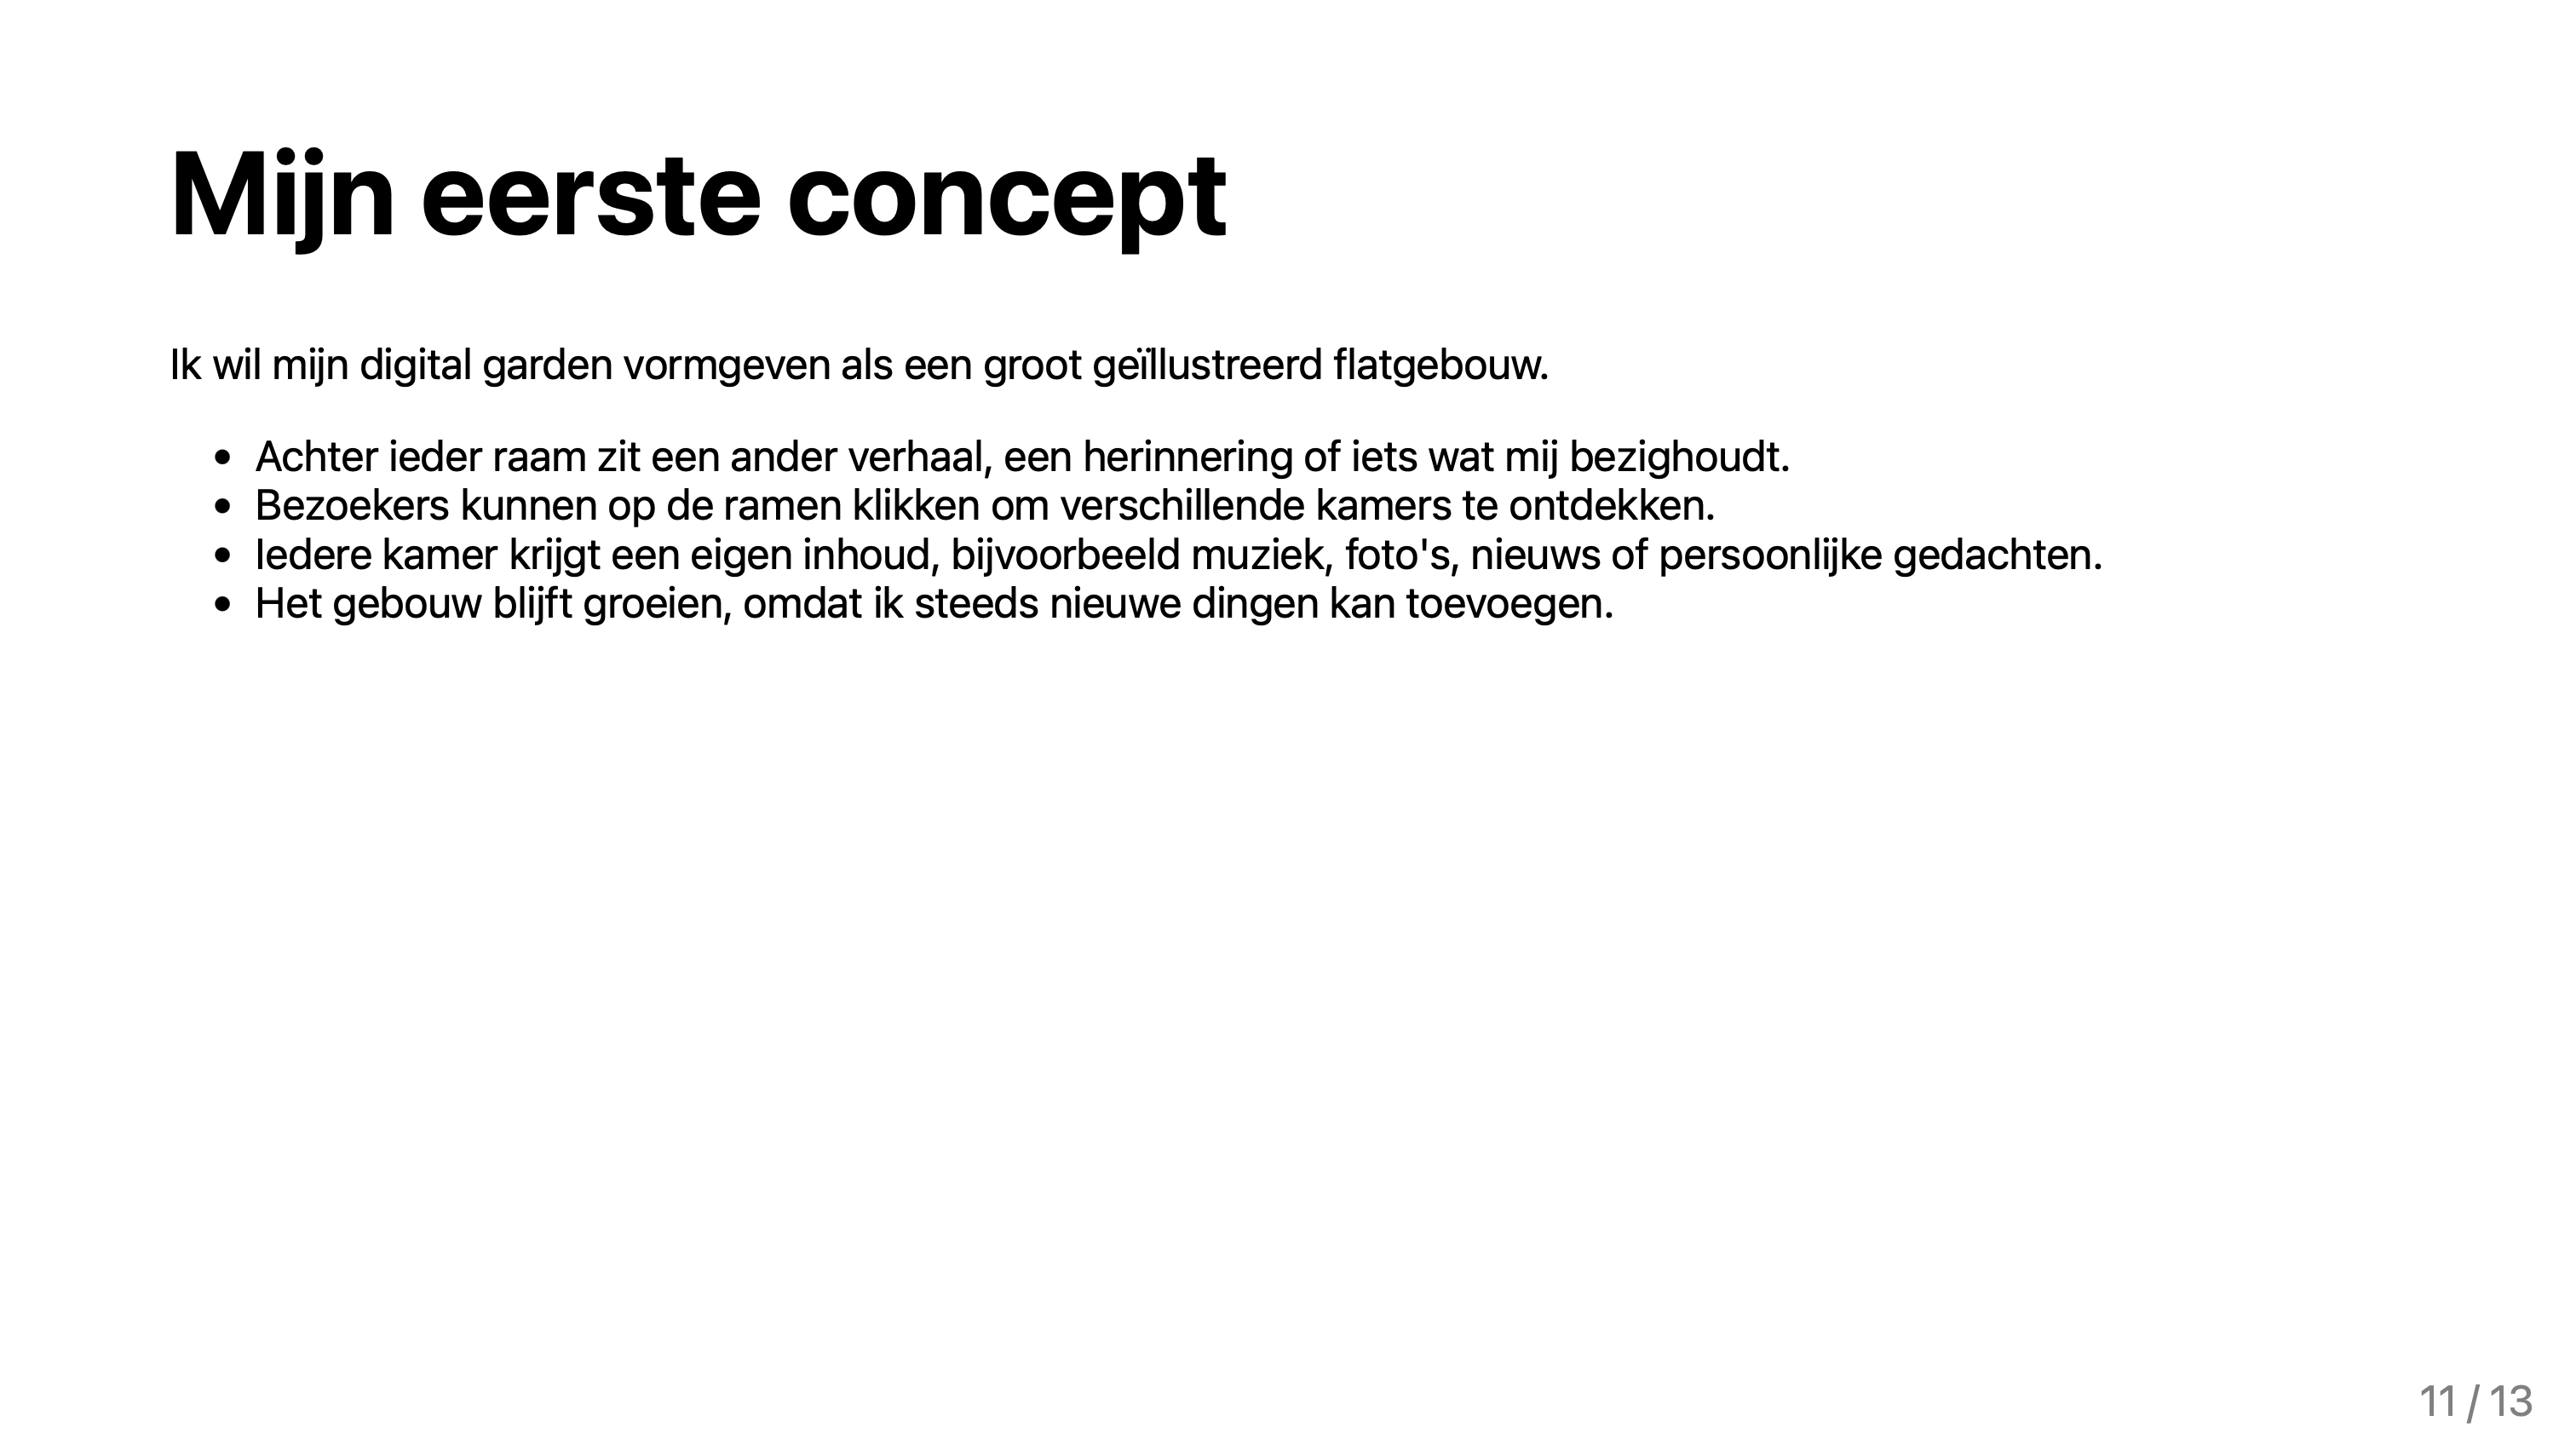 Mijn eerste concept
Ik wil mijn digital garden vormgeven als een groot geïllustreerd flatgebouw.
• Achter ieder raam zit een ander verhaal, een herinnering of iets wat mij bezighoudt.
• Bezoekers kunnen op de ramen klikken om verschillende kamers te ontdekken.
• Iedere kamer krijgt een eigen inhoud, bijvoorbeeld muziek, foto's, nieuws of persoonlijke gedachten.
• Het gebouw blijft groeien, omdat ik steeds nieuwe dingen kan toevoegen.
11 / 13